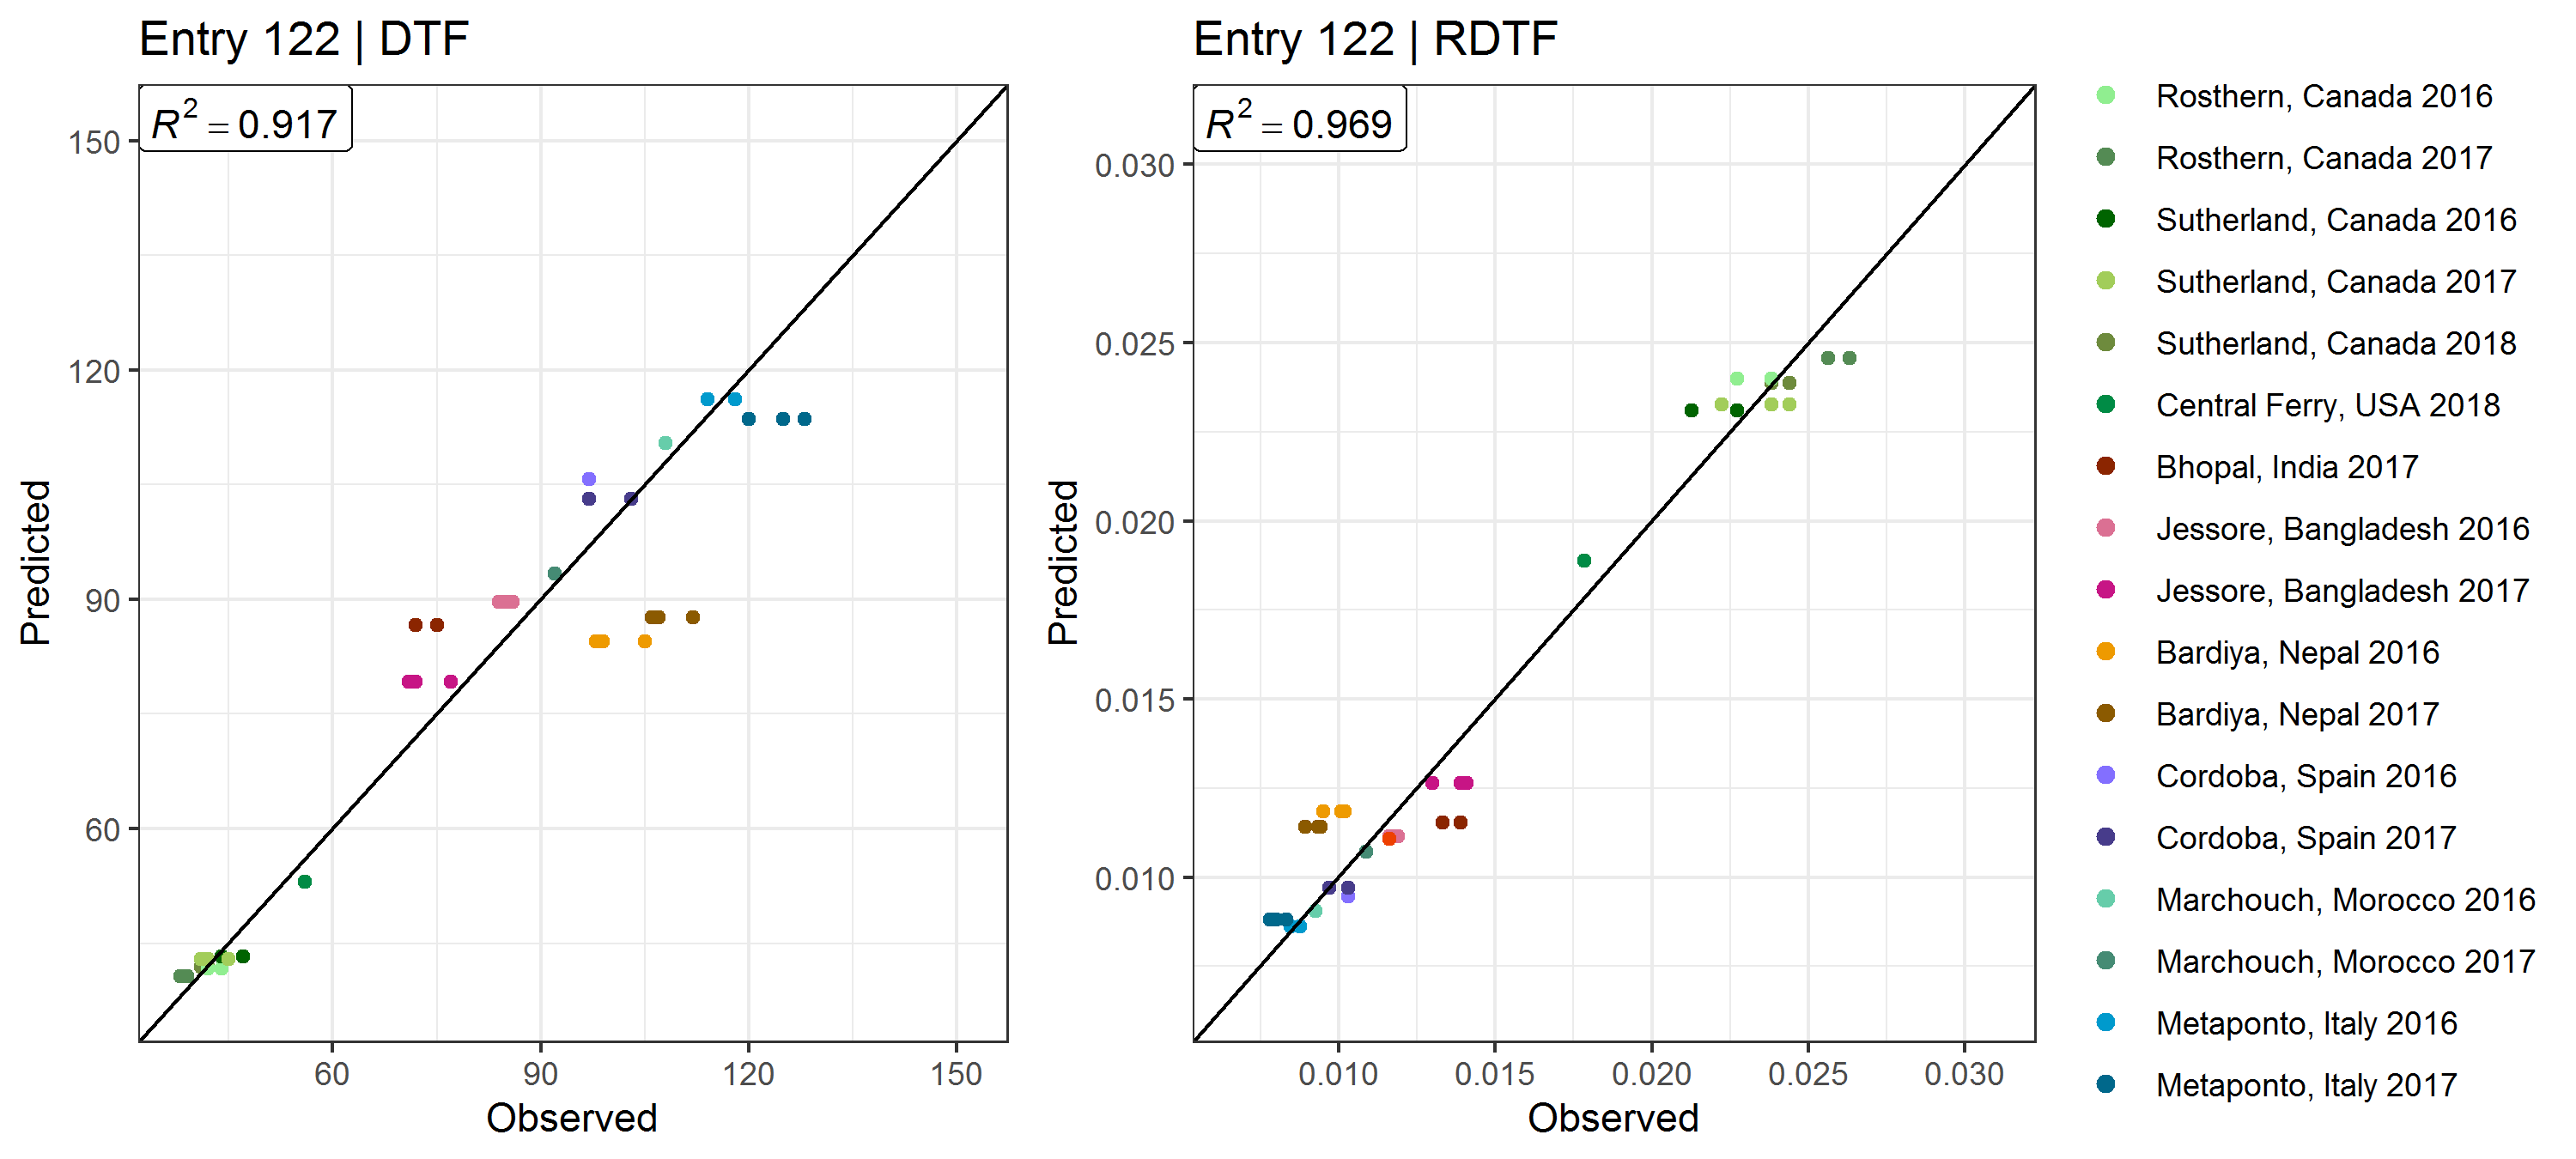 Entry 122 | DTF
R² = 0.917
150
120
90
60
Predicted
60 90 120 150
Observed
Entry 122 | RDTF
R² = 0.969
0.030
0.025
0.020
0.015
0.010
Predicted
0.010 0.015 0.020 0.025 0.030
Observed
Rosthern, Canada 2016
Rosthern, Canada 2017
Sutherland, Canada 2016
Sutherland, Canada 2017
Sutherland, Canada 2018
Central Ferry, USA 2018
Bhopal, India 2017
Jessore, Bangladesh 2016
Jessore, Bangladesh 2017
Bardiya, Nepal 2016
Bardiya, Nepal 2017
Cordoba, Spain 2016
Cordoba, Spain 2017
Marchouch, Morocco 2016
Marchouch, Morocco 2017
Metaponto, Italy 2016
Metaponto, Italy 2017